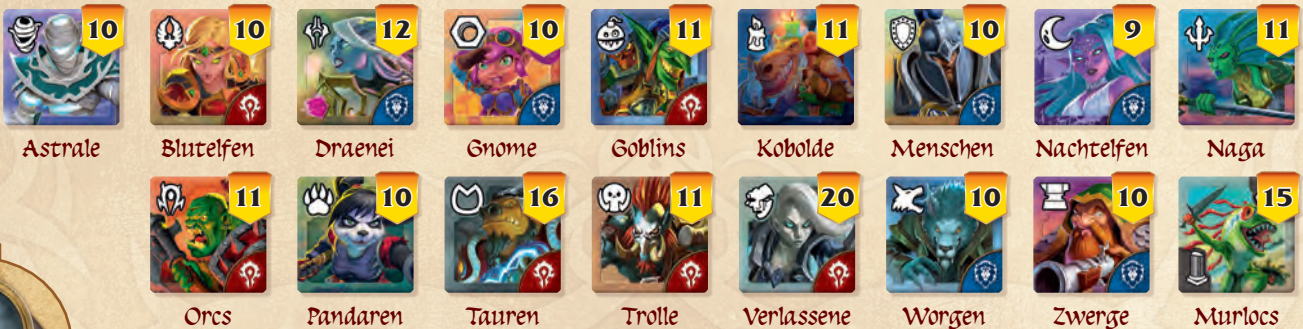 10 10 12 10 11 11 10 9 11
Astrale Blutelfen Draenei Gnome Goblins Kobolde Menschen Nachtelfen Naga
11 10 16 11 20 10 10 15
Orcs Pandaren Tauren Trolle Verlassene Worgen Zwerge Murlocs